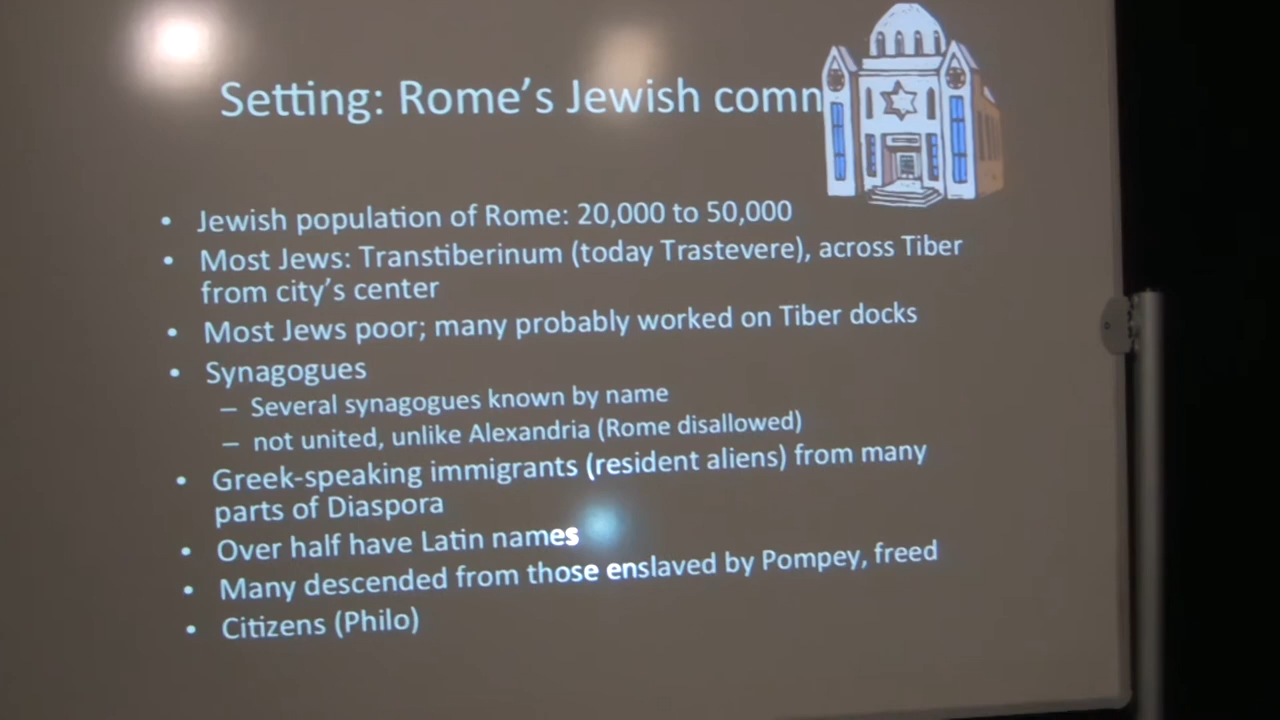 Setting: Rome's Jewish comm
• Jewish population of Rome: 20,000 to 50,000
• Most Jews: Transtiberinum (today Trastevere), across Tiber
from city's center
• Most Jews poor; many probably worked on Tiber docks
• Synagogues
– Several synagogues known by name
– not united, unlike Alexandria (Rome disallowed)
• Greek-speaking immigrants (resident aliens) from many
parts of Diaspora
• Over half have Latin names
• Many descended from those enslaved by Pompey, freed
• Citizens (Philo)